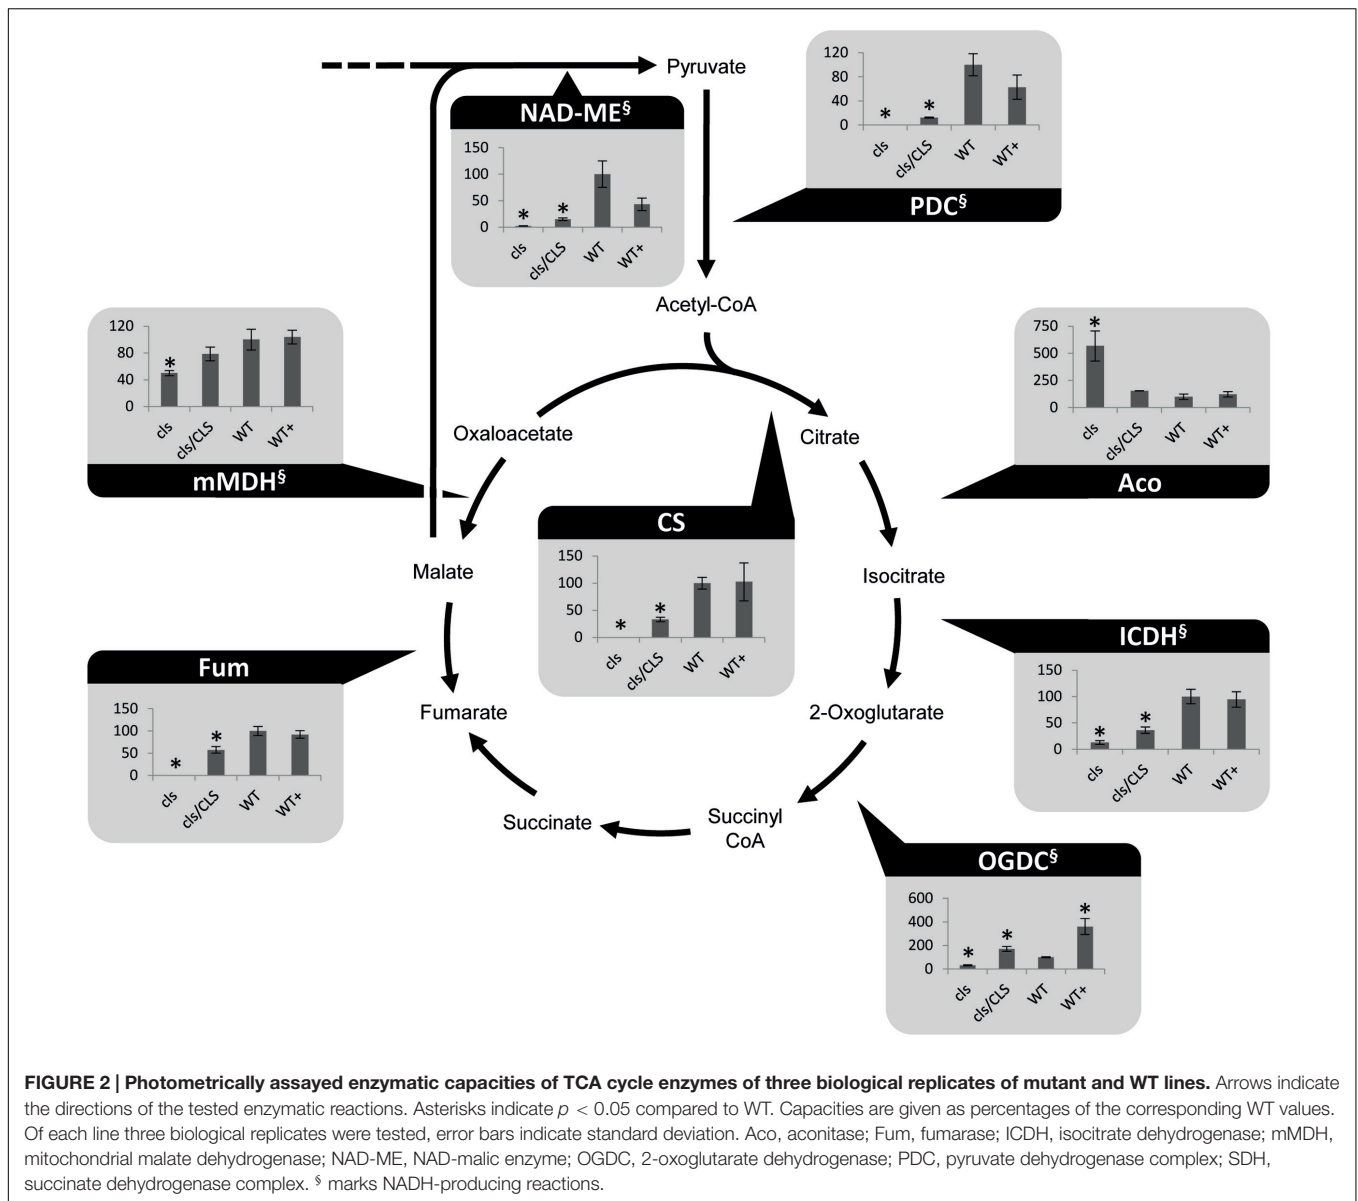 Pyruvate
120
80
40
0
*
*
cls
cls/CLS
WT
WT+
PDC§
NAD-ME§
150
100
50
0
*
*
cls
cls/CLS
WT
WT+
Acetyl-CoA
120
80
40
0
*
cls
cls/CLS
WT
WT+
mMDH§
750
500
250
0
*
cls
cls/CLS
WT
WT+
Aco
Oxaloacetate
Citrate
CS
150
100
50
0
*
*
cls
cls/CLS
WT
WT+
Malate
Isocitrate
Fum
150
100
50
0
*
*
cls
cls/CLS
WT
WT+
ICDH§
150
100
50
0
*
*
cls
cls/CLS
WT
WT+
Fumarate
2-Oxoglutarate
Succinate
Succinyl
CoA
OGDC§
600
400
200
0
*
*
*
cls
cls/CLS
WT
WT+
FIGURE 2 | Photometrically assayed enzymatic capacities of TCA cycle enzymes of three biological replicates of mutant and WT lines. Arrows indicate
the directions of the tested enzymatic reactions. Asterisks indicate p < 0.05 compared to WT. Capacities are given as percentages of the corresponding WT values.
Of each line three biological replicates were tested, error bars indicate standard deviation. Aco, aconitase; Fum, fumarase; ICDH, isocitrate dehydrogenase; mMDH,
mitochondrial malate dehydrogenase; NAD-ME, NAD-malic enzyme; OGDC, 2-oxoglutarate dehydrogenase; PDC, pyruvate dehydrogenase complex; SDH,
succinate dehydrogenase complex. § marks NADH-producing reactions.